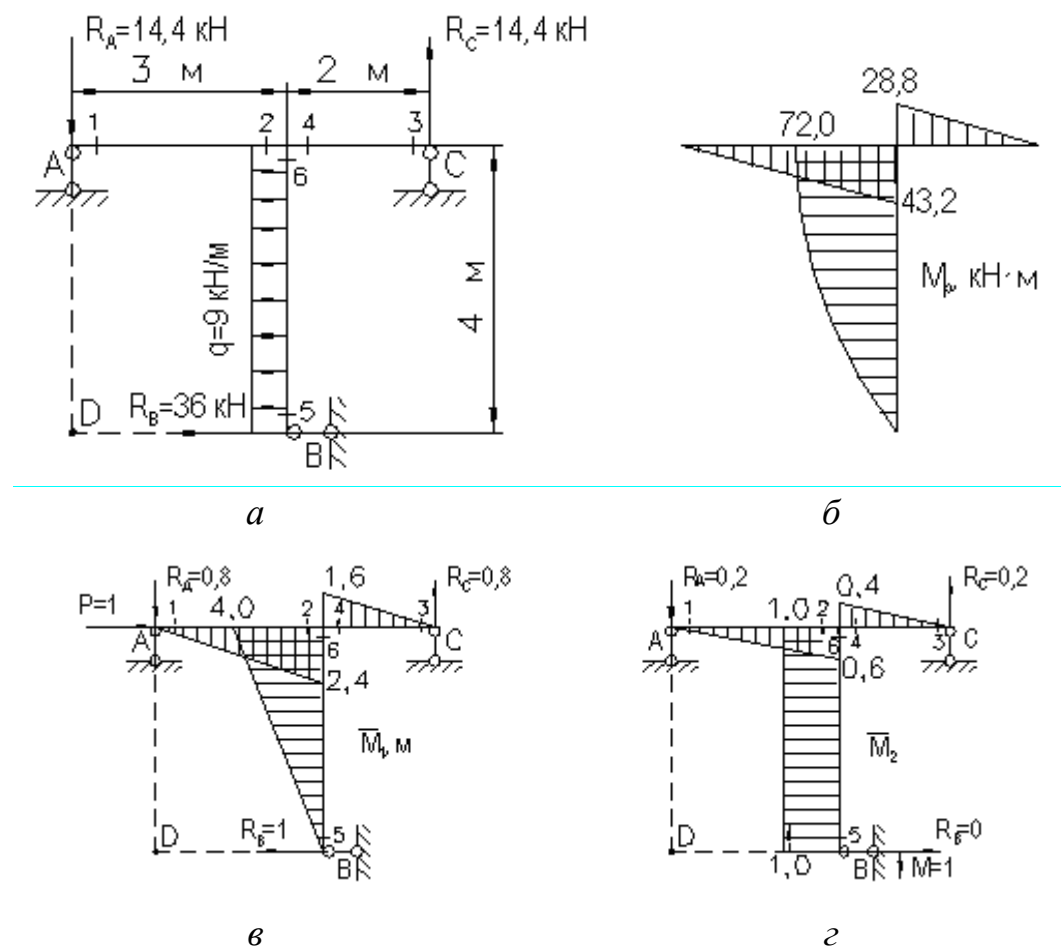 R_A=14,4 кН
R_C=14,4 кН
3 м
2 м
1
2
4
3
A
C
6
q=9 кН/м
4 м
D
R_B=36 кН
5
B
28,8
72,0
43,2
M_p, кН·м
а
б
R_A=0,8
1,6
R_C=0,8
P=1
1
4,0
2
4
3
A
C
6
2,4
M̅_1, м
D
R_B=1
5
B
R_A=0,2
0,4
R_C=0,2
1
1,0
2
6
4
3
A
C
0,6
M̅_2
D
R_B=0
5
1,0
B
M=1
в
г